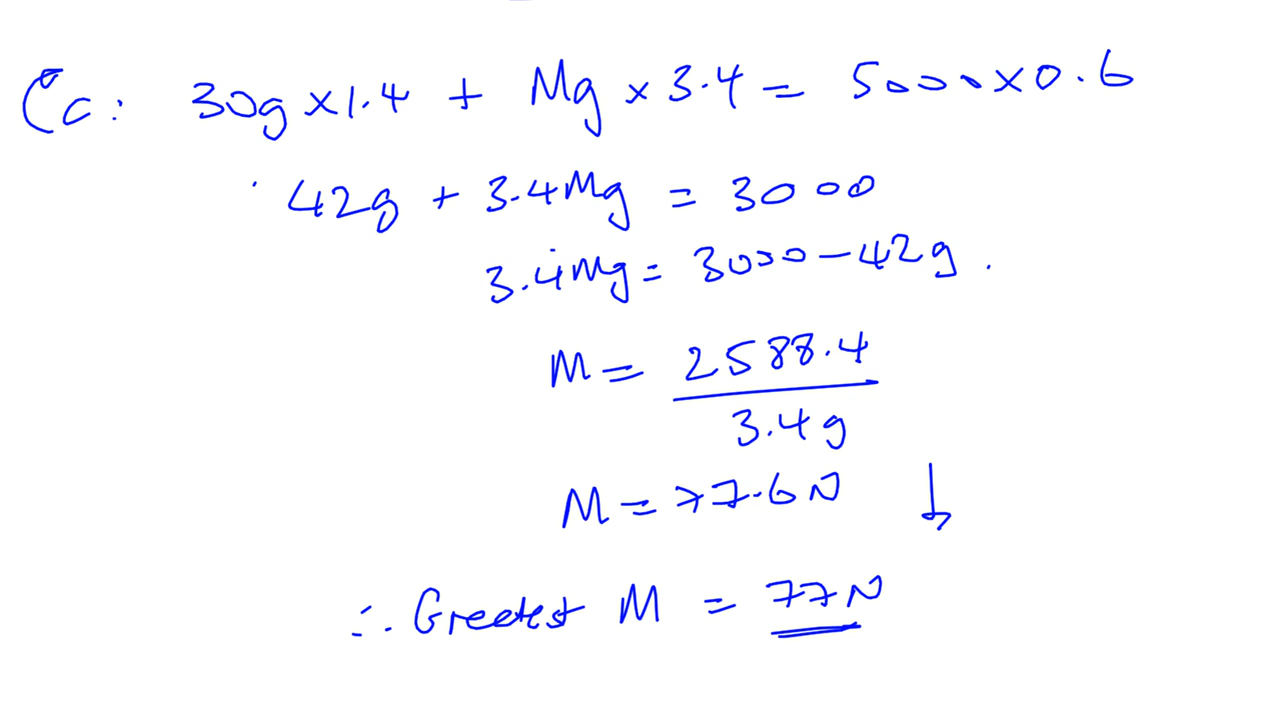 ↺C: 30g×1.4 + Mg × 3.4 = 5000×0.6
42g + 3.4Mg = 3000
3.4Mg = 3000 - 42g.
M = 2588.4
3.4g
M = 77.6N ↓
∴ Greatest M = 77N